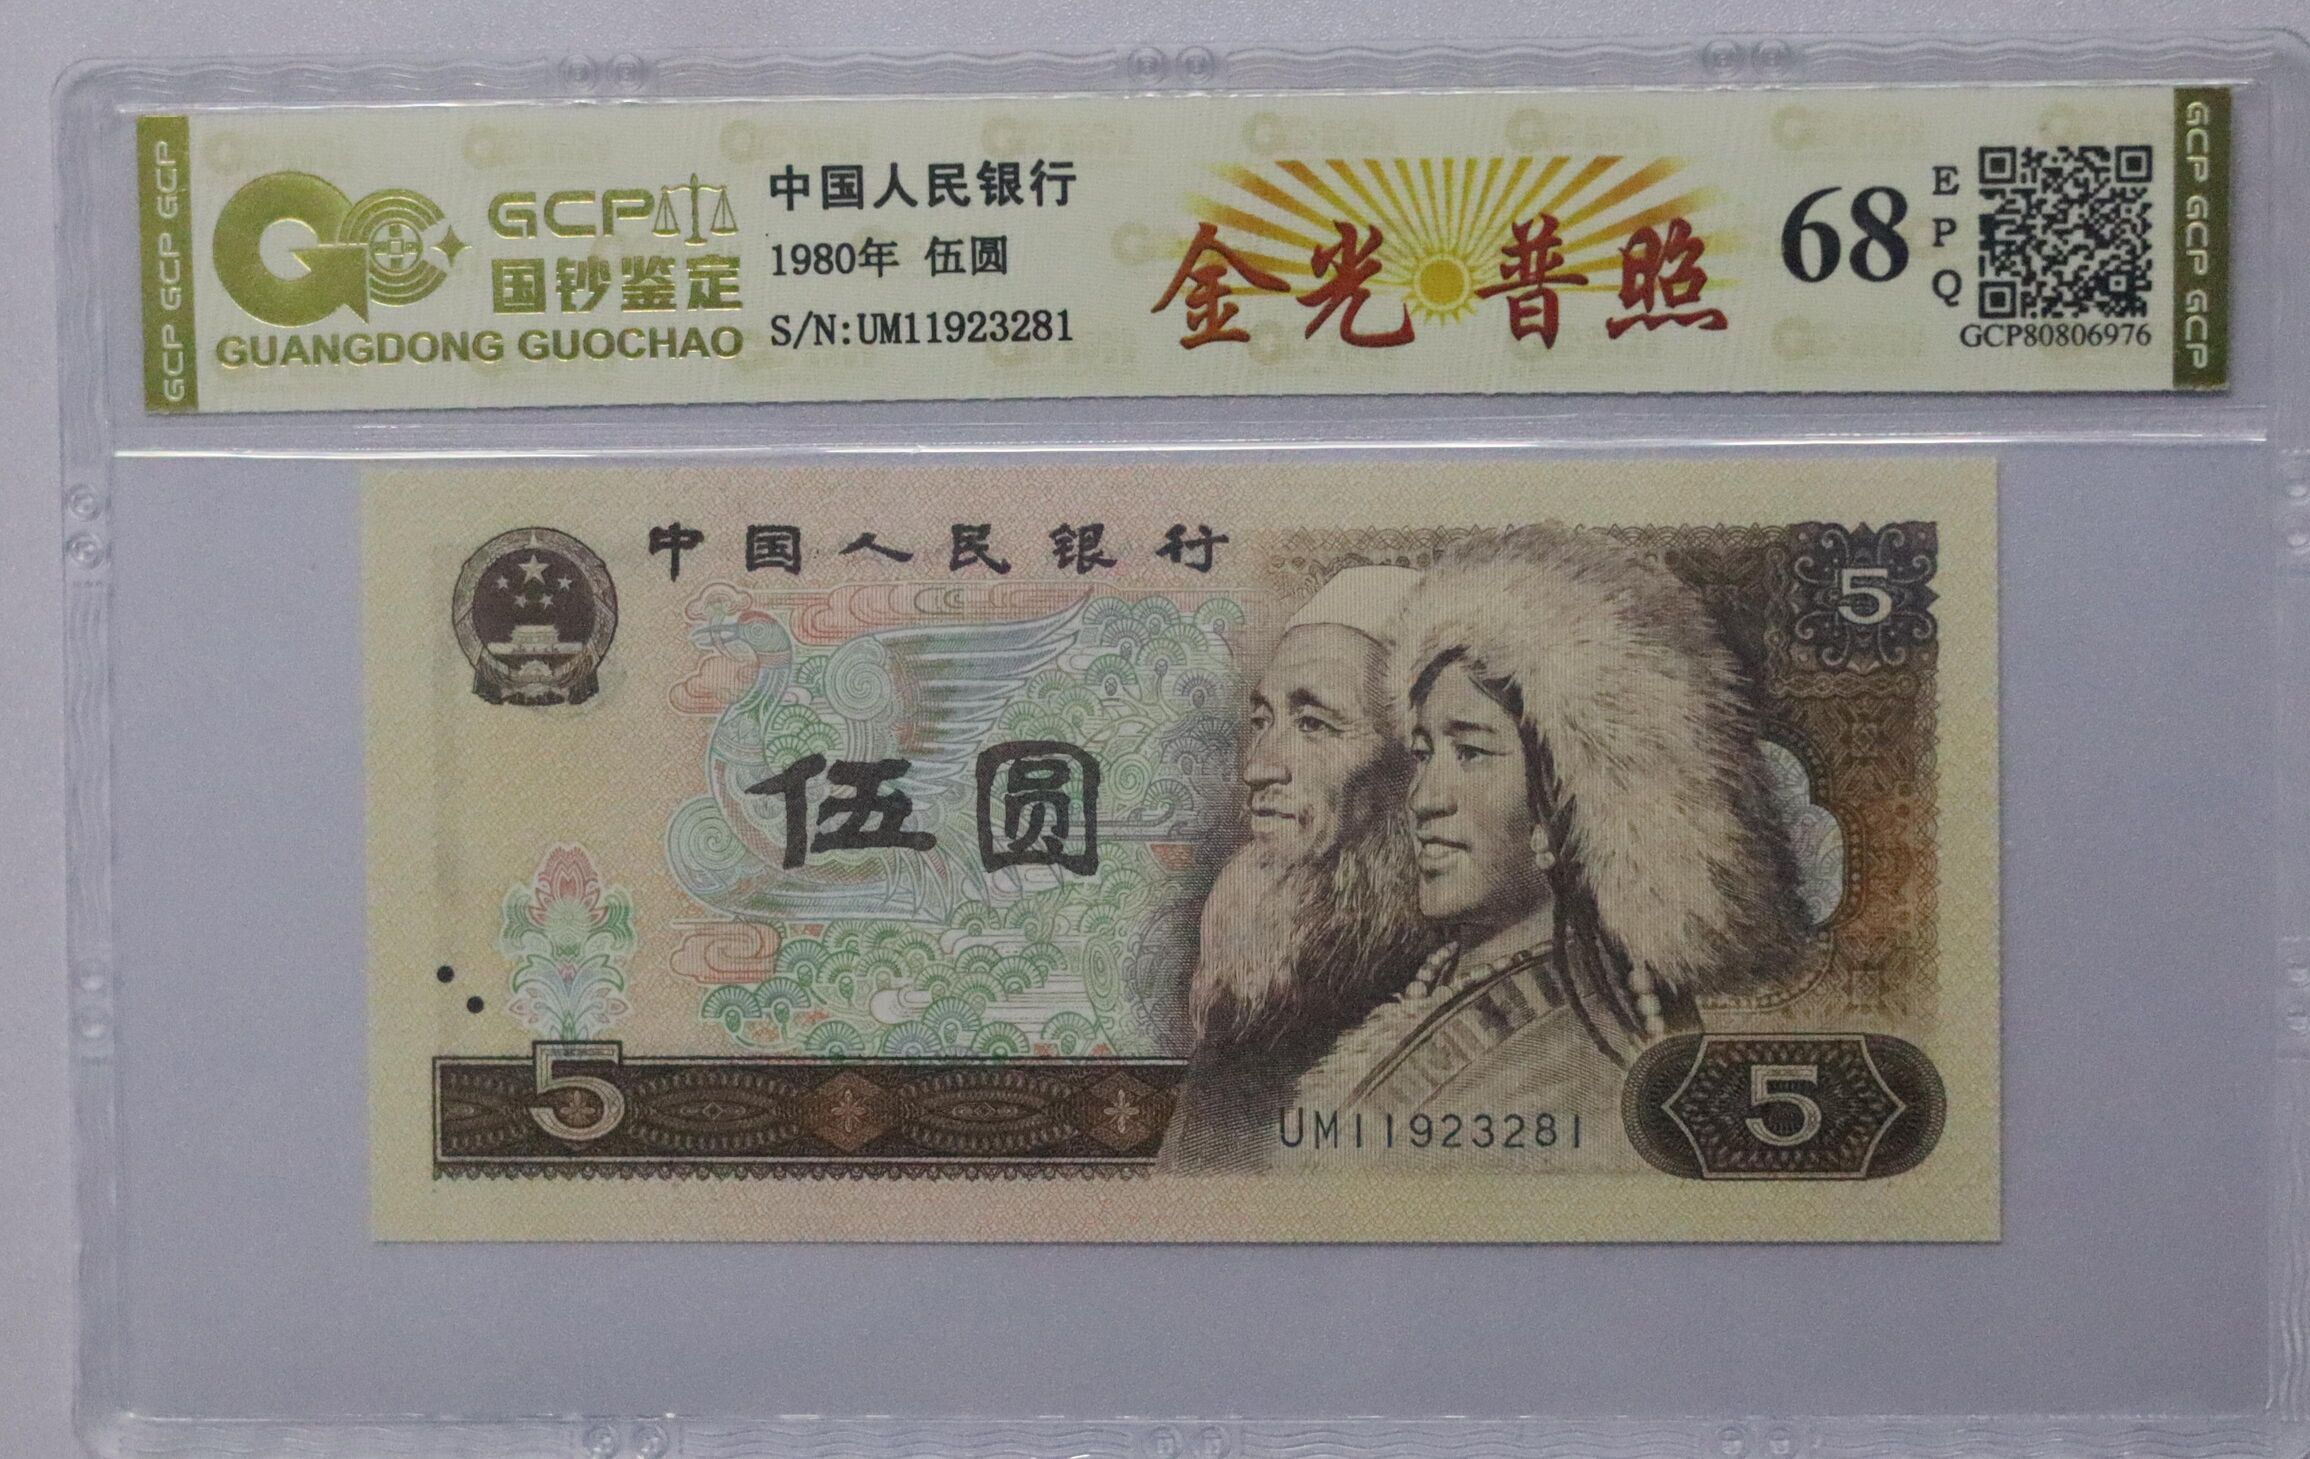 GCP GCP GCP
GCP
国钞鉴定
GUANGDONG GUOCHAO
中国人民银行
1980年 伍圆
S/N:UM11923281
金光普照
68
E
P
Q
GCP80806976
GCP GCP GCP
中国人民银行
5
伍圆
5
UM11923281
5